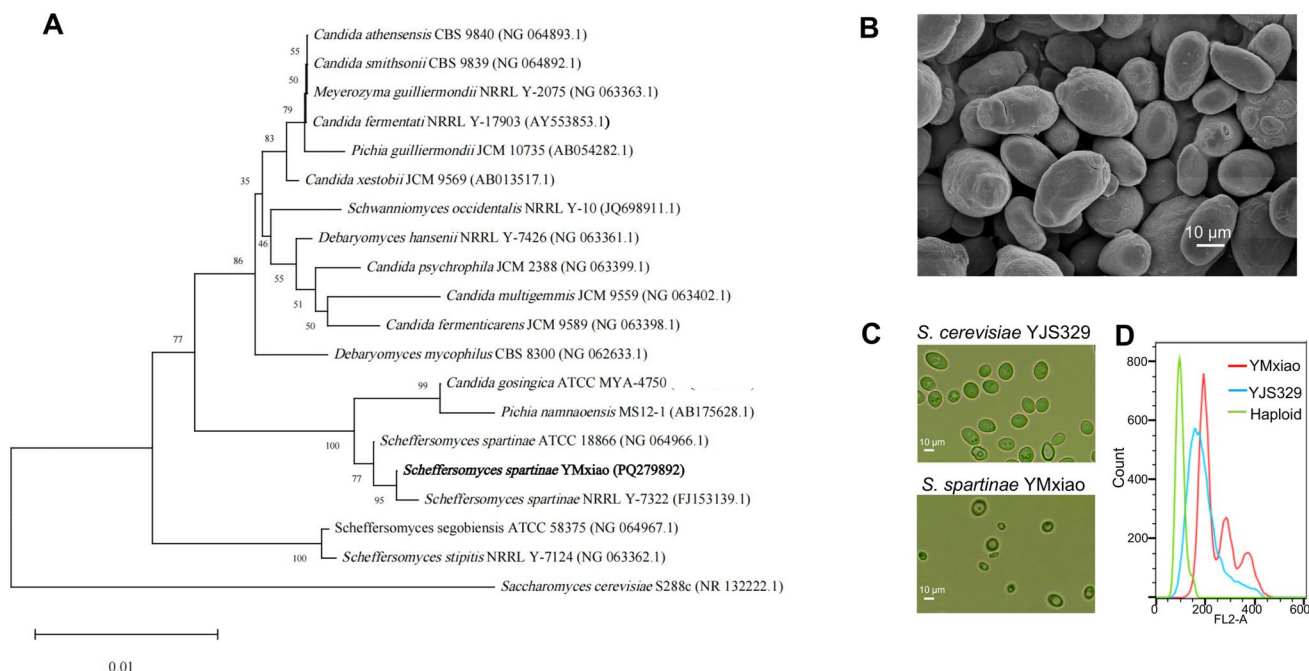 A
Candida athensensis CBS 9840 (NG 064893.1)
55
Candida smithsonii CBS 9839 (NG 064892.1)
50
Meyerozyma guilliermondii NRRL Y-2075 (NG 063363.1)
79
Candida fermentati NRRL Y-17903 (AY553853.1)
83
Pichia guilliermondii JCM 10735 (AB054282.1)
Candida xestobii JCM 9569 (AB013517.1)
35
Schwanniomyces occidentalis NRRL Y-10 (JQ698911.1)
46
Debaryomyces hansenii NRRL Y-7426 (NG 063361.1)
86
Candida psychrophila JCM 2388 (NG 063399.1)
55
Candida multigemmis JCM 9559 (NG 063402.1)
51
Candida fermenticarens JCM 9589 (NG 063398.1)
50
77
Debaryomyces mycophilus CBS 8300 (NG 062633.1)
99
Candida gosingica ATCC MYA-4750
Pichia namnaoensis MS12-1 (AB175628.1)
100
Scheffersomyces spartinae ATCC 18866 (NG 064966.1)
77
Scheffersomyces spartinae YMxiao (PQ279892)
95
Scheffersomyces spartinae NRRL Y-7322 (FJ153139.1)
Scheffersomyces segobiensis ATCC 58375 (NG 064967.1)
100
Scheffersomyces stipitis NRRL Y-7124 (NG 063362.1)
Saccharomyces cerevisiae S288c (NR 132222.1)
0.01
B
10 µm
C
S. cerevisiae YJS329
10 µm
S. spartinae YMxiao
10 µm
D
800
600
400
200
0
Count
YMxiao
YJS329
Haploid
0 200 400 600
FL2-A